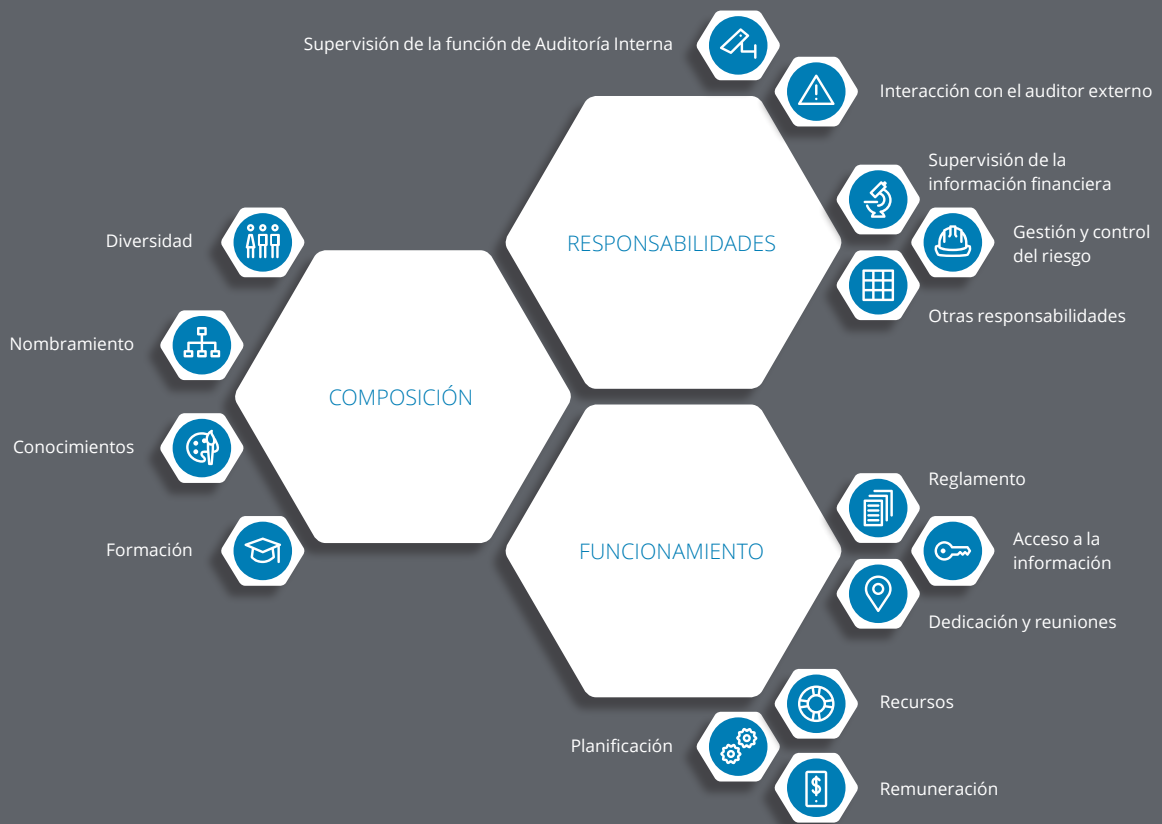 Supervisión de la función de Auditoría Interna
Interacción con el auditor externo
Supervisión de la
información financiera
Gestión y control
del riesgo
Otras responsabilidades
RESPONSABILIDADES
Diversidad
Nombramiento
Conocimientos
Formación
COMPOSICIÓN
FUNCIONAMIENTO
Reglamento
Acceso a la
información
Dedicación y reuniones
Recursos
Planificación
Remuneración
$